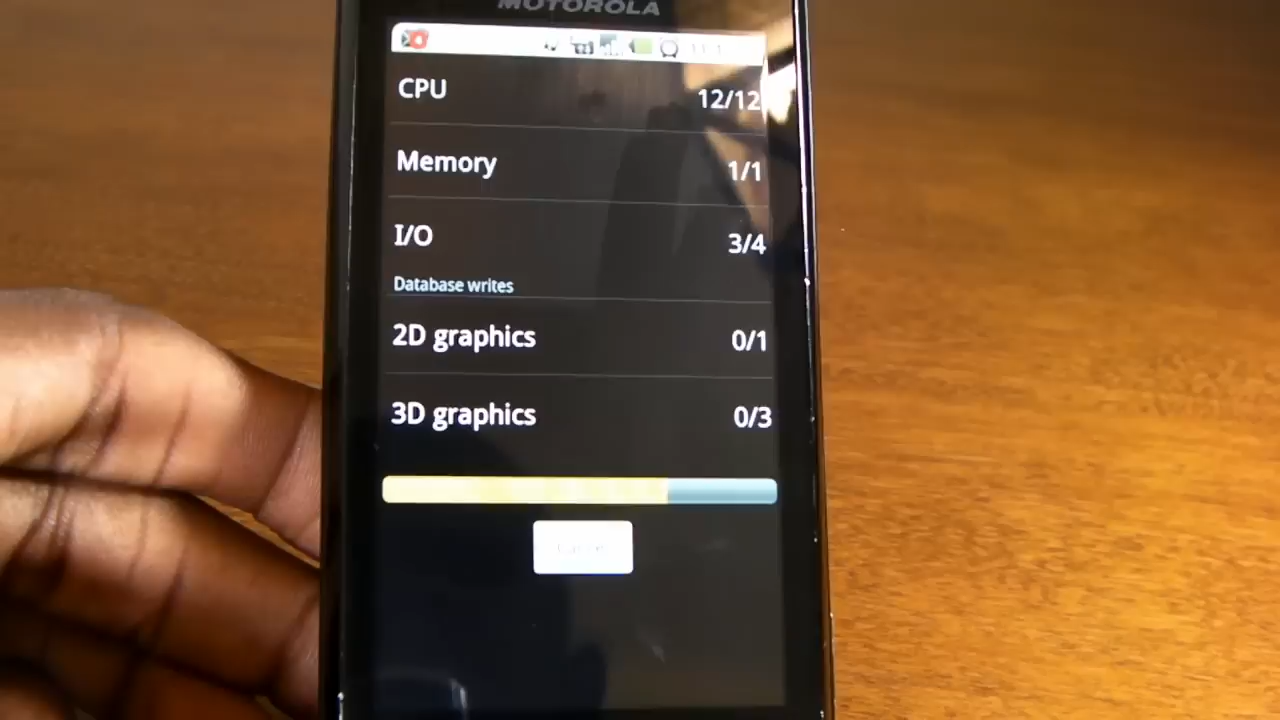 MOTOROLA
CPU 12/12
Memory 1/1
I/O 3/4
Database writes
2D graphics 0/1
3D graphics 0/3